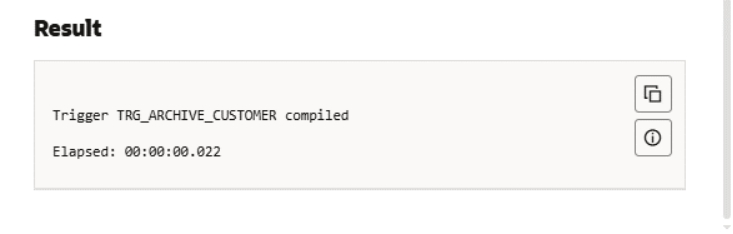 Result
Trigger TRG_ARCHIVE_CUSTOMER compiled
Elapsed: 00:00:00.022